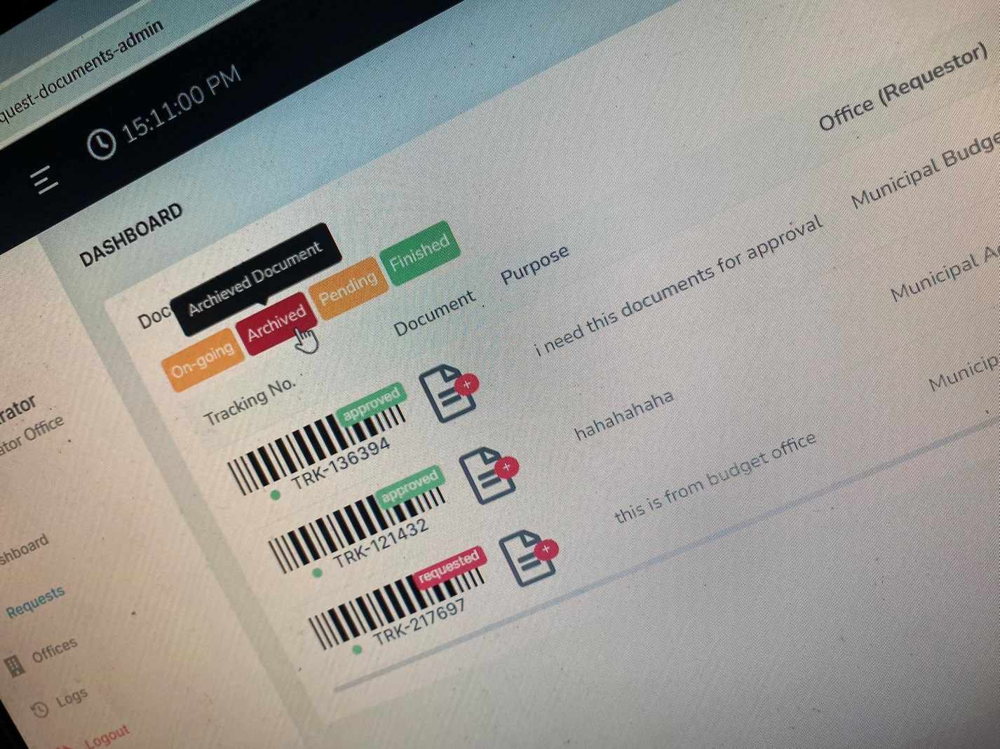 quest-documents-admin
15:11:00 PM
DASHBOARD
Doc
Archieved Document
On-going
Archived
Pending
Finished
Tracking No.
Document
Purpose
Office (Requestor)
approved
TRK-136394
i need this documents for approval
Municipal Budge
approved
TRK-121432
hahahahaha
Municipal A
requested
TRK-217697
this is from budget office
Municip
rator
ator Office
shboard
Requests
Offices
Logs
Logout